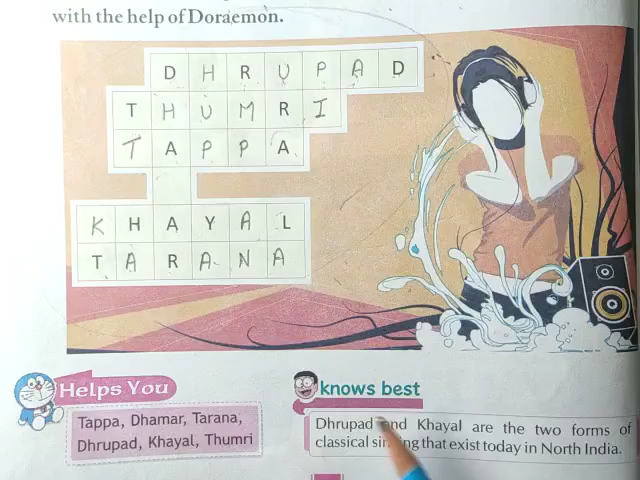 with the help of Doraemon.
D H R U P A D
T H U M R I
T A P P A
K H A Y A L
T A R A N A
Helps You
Tappa, Dhamar, Tarana,
Dhrupad, Khayal, Thumri
knows best
Dhrupad and Khayal are the two forms of
classical singing that exist today in North India.